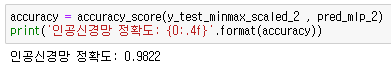 accuracy = accuracy_score(y_test_minmax_scaled_2 , pred_mlp_2)
print('인공신경망 정확도: {0:.4f}'.format(accuracy))
인공신경망 정확도: 0.9822